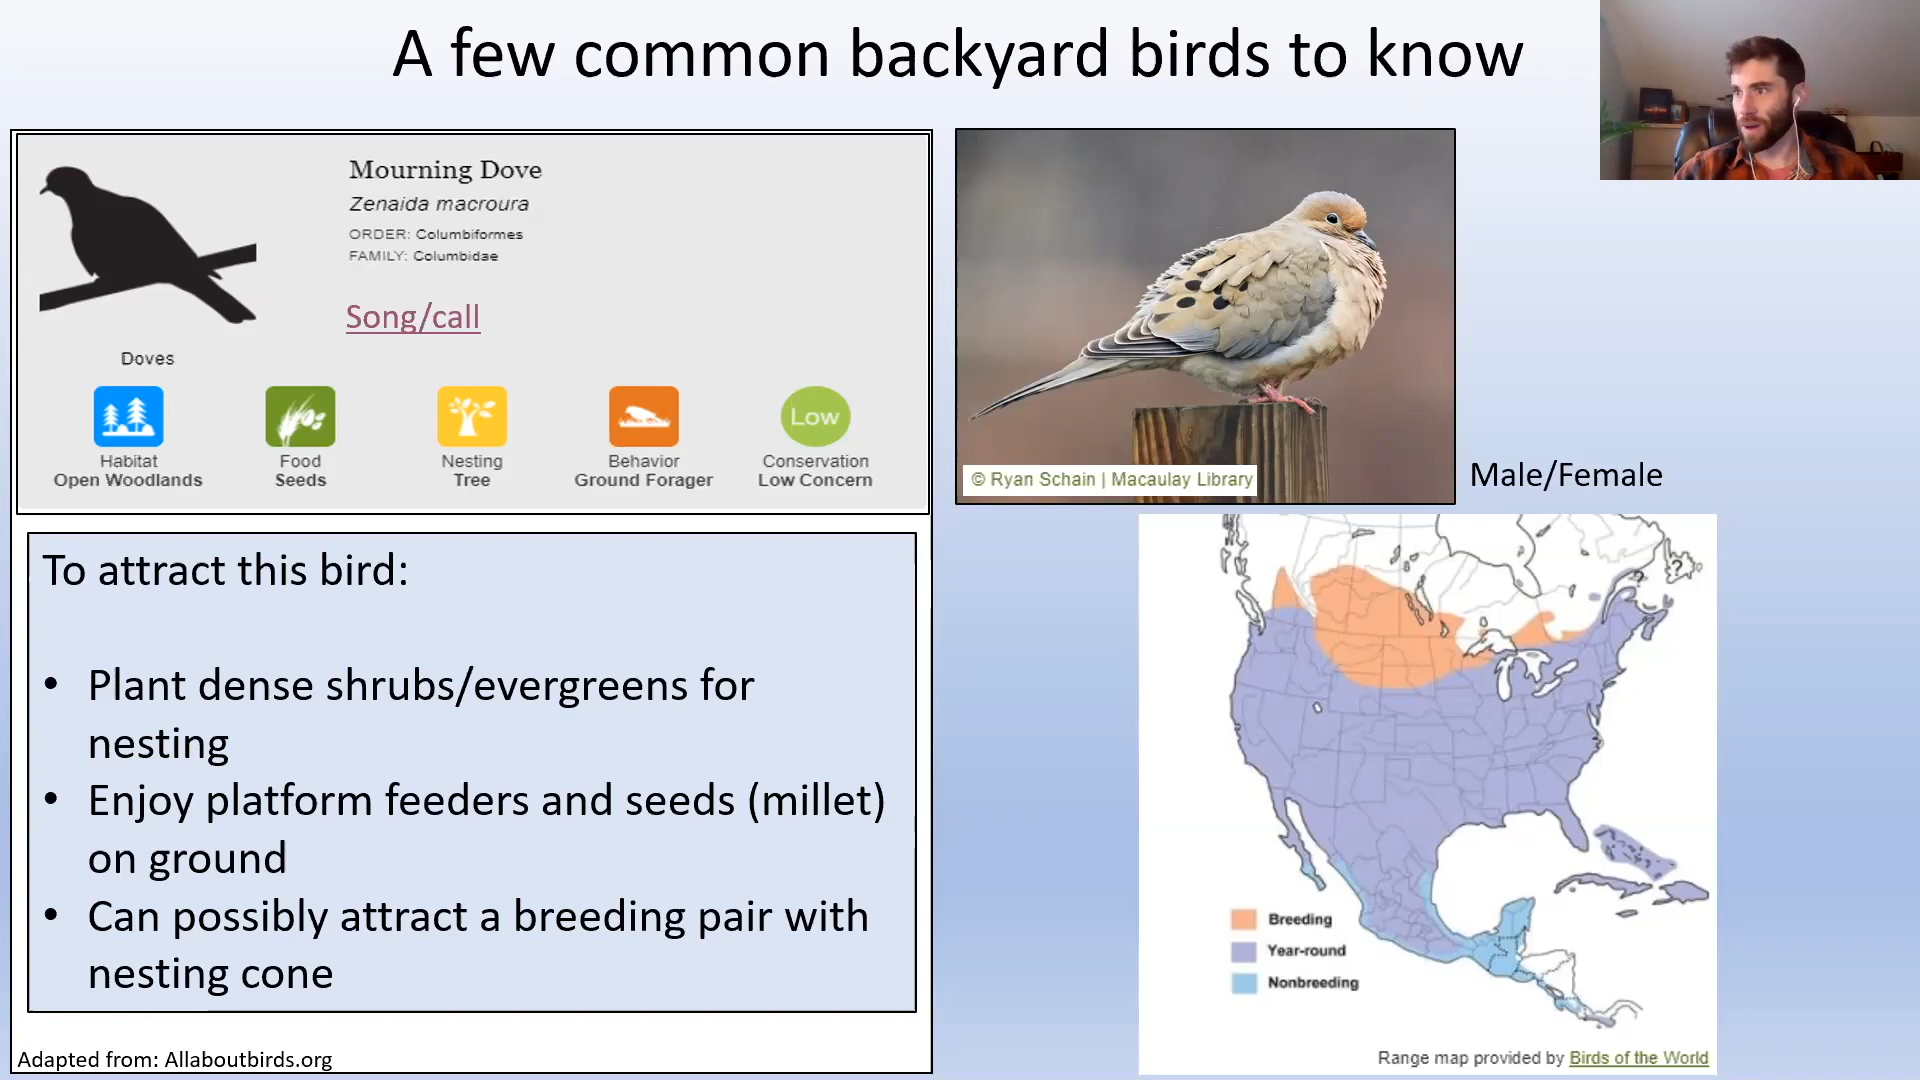 A few common backyard birds to know
Mourning Dove
Zenaida macroura
ORDER: Columbiformes
FAMILY: Columbidae
Song/call
Doves
Habitat
Open Woodlands
Food
Seeds
Nesting
Tree
Behavior
Ground Forager
Low
Conservation
Low Concern
To attract this bird:
• Plant dense shrubs/evergreens for
nesting
• Enjoy platform feeders and seeds (millet)
on ground
• Can possibly attract a breeding pair with
nesting cone
Adapted from: Allaboutbirds.org
© Ryan Schain | Macaulay Library
Male/Female
?
?
Breeding
Year-round
Nonbreeding
Range map provided by Birds of the World